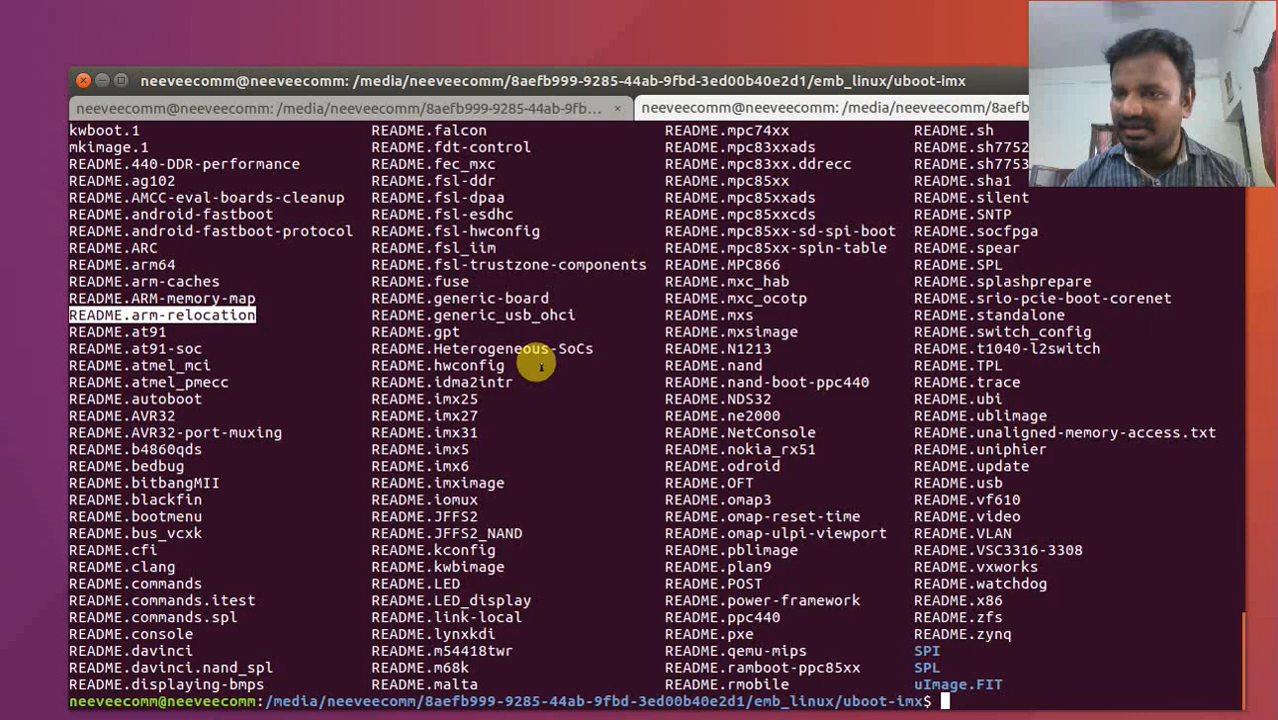 neeveecomm@neeveecomm: /media/neeveecomm/8aefb999-9285-44ab-9fbd-3ed00b40e2d1/emb_linux/uboot-imx
neeveecomm@neeveecomm: /media/neeveecomm/8aefb999-9285-44ab-9fb... × neeveecomm@neeveecomm: /media/neeveecomm/8aefb
kwboot.1 README.falcon README.mpc74xx README.sh
mkimage.1 README.fdt-control README.mpc83xxads README.sh7752
README.440-DDR-performance README.fec_mxc README.mpc83xx.ddrecc README.sh7753
README.ag102 README.fsl-ddr README.mpc85xx README.sha1
README.AMCC-eval-boards-cleanup README.fsl-dpaa README.mpc85xxads README.silent
README.android-fastboot README.fsl-esdhc README.mpc85xxcds README.SNTP
README.android-fastboot-protocol README.fsl-hwconfig README.mpc85xx-sd-spi-boot README.socfpga
README.ARC README.fsl_iim README.mpc85xx-spin-table README.spear
README.arm64 README.fsl-trustzone-components README.MPC866 README.SPL
README.arm-caches README.fuse README.mxc_hab README.splashprepare
README.ARM-memory-map README.generic-board README.mxc_ocotp README.srio-pcie-boot-corenet
README.arm-relocation README.generic_usb_ohci README.mxs README.standalone
README.at91 README.gpt README.mxsimage README.switch_config
README.at91-soc README.Heterogeneous-SoCs README.N1213 README.t1040-l2switch
README.atmel_mci README.hwconfig README.nand README.TPL
README.atmel_pmecc README.idma2intr README.nand-boot-ppc440 README.trace
README.autoboot README.imx25 README.NDS32 README.ubi
README.AVR32 README.imx27 README.ne2000 README.ublimage
README.AVR32-port-muxing README.imx31 README.NetConsole README.unaligned-memory-access.txt
README.b4860qds README.imx5 README.nokia_rx51 README.uniphier
README.bedbug README.imx6 README.odroid README.update
README.bitbangMII README.imximage README.OFT README.usb
README.blackfin README.iomux README.omap3 README.vf610
README.bootmenu README.JFFS2 README.omap-reset-time README.video
README.bus_vcxk README.JFFS2_NAND README.omap-ulpi-viewport README.VLAN
README.cfi README.kconfig README.pblimage README.VSC3316-3308
README.clang README.kwbimage README.plan9 README.vxworks
README.commands README.LED README.POST README.watchdog
README.commands.itest README.LED_display README.power-framework README.x86
README.commands.spl README.link-local README.ppc440 README.zfs
README.console README.lynxkdi README.pxe README.zynq
README.davinci README.m54418twr README.qemu-mips SPI
README.davinci.nand_spl README.m68k README.ramboot-ppc85xx SPL
README.displaying-bmps README.malta README.rmobile uImage.FIT
neeveecomm@neeveecomm:/media/neeveecomm/8aefb999-9285-44ab-9fbd-3ed00b40e2d1/emb_linux/uboot-imx$